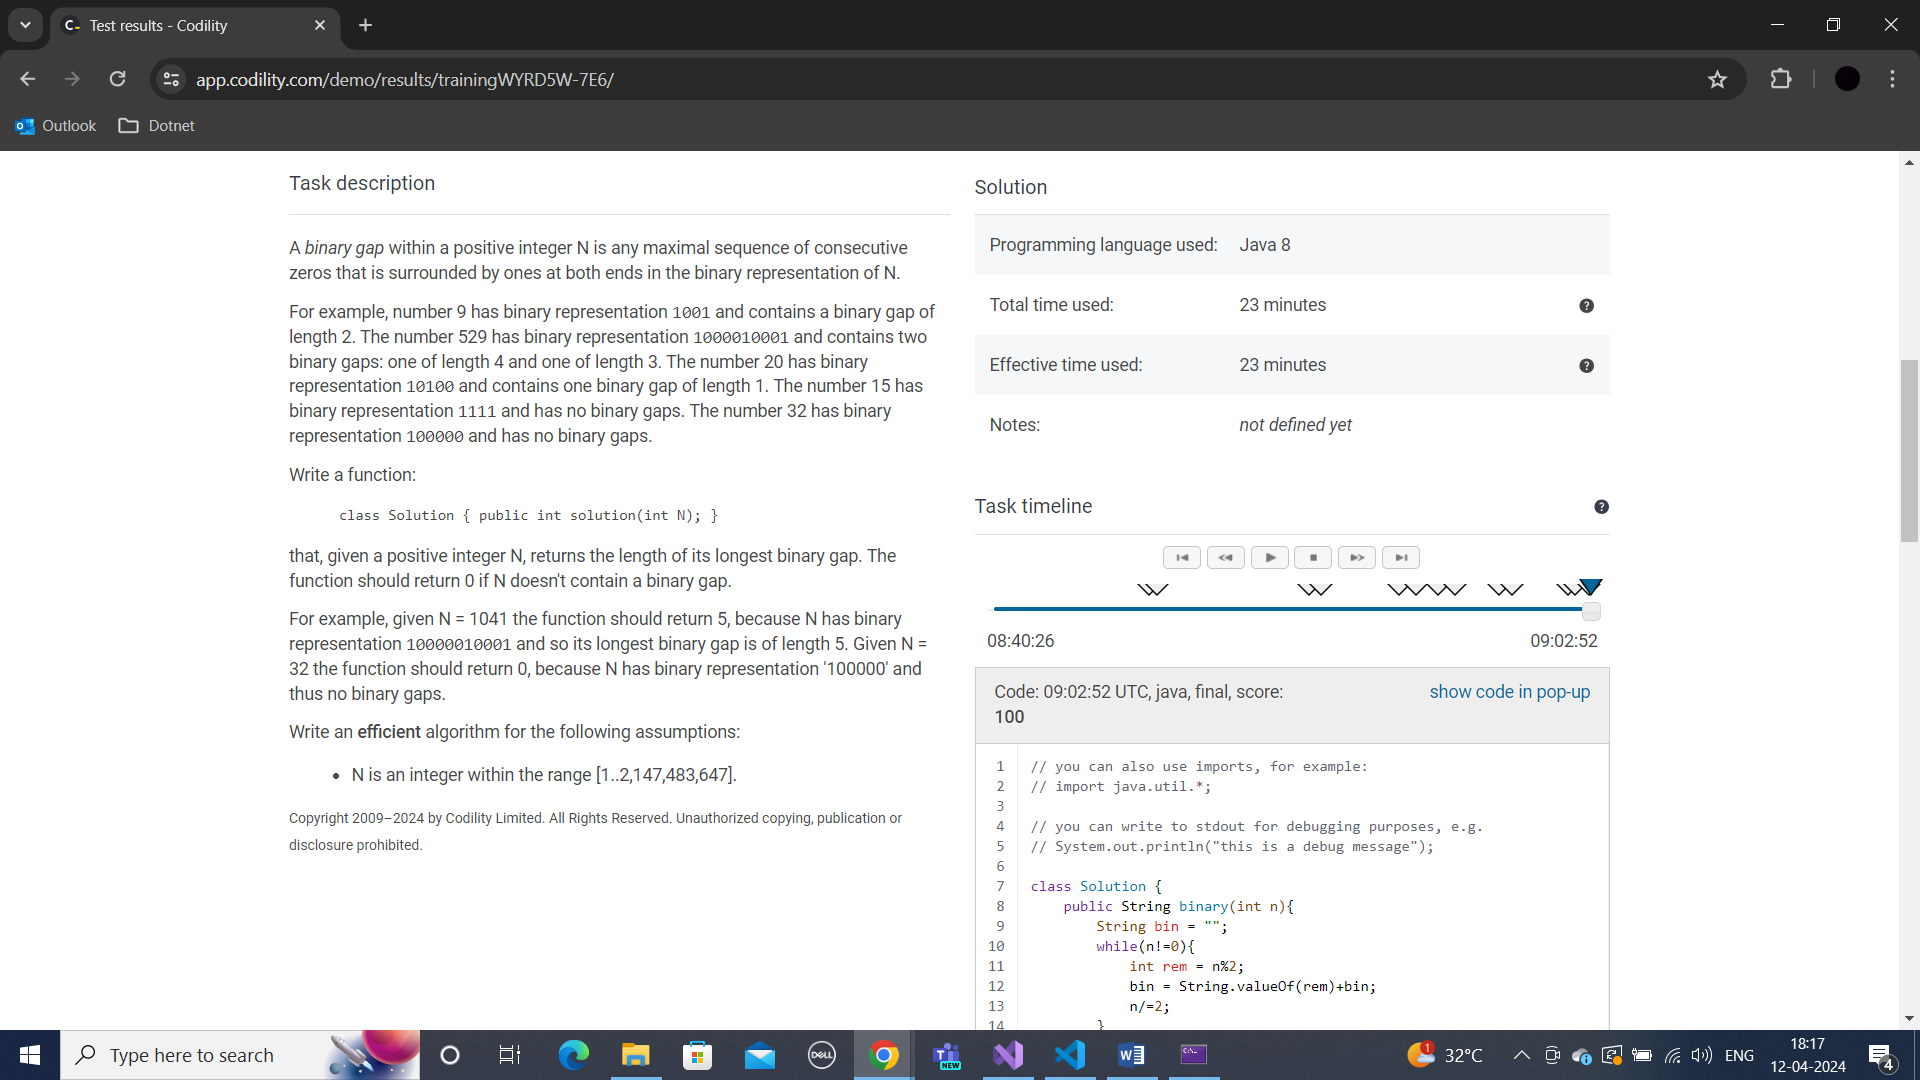 Test results - Codility
app.codility.com/demo/results/trainingWYRD5W-7E6/
Outlook
Dotnet
Task description
A binary gap within a positive integer N is any maximal sequence of consecutive
zeros that is surrounded by ones at both ends in the binary representation of N.
For example, number 9 has binary representation 1001 and contains a binary gap of
length 2. The number 529 has binary representation 1000010001 and contains two
binary gaps: one of length 4 and one of length 3. The number 20 has binary
representation 10100 and contains one binary gap of length 1. The number 15 has
binary representation 1111 and has no binary gaps. The number 32 has binary
representation 100000 and has no binary gaps.
Write a function:
class Solution { public int solution(int N); }
that, given a positive integer N, returns the length of its longest binary gap. The
function should return 0 if N doesn't contain a binary gap.
For example, given N = 1041 the function should return 5, because N has binary
representation 10000010001 and so its longest binary gap is of length 5. Given N =
32 the function should return 0, because N has binary representation '100000' and
thus no binary gaps.
Write an efficient algorithm for the following assumptions:
N is an integer within the range [1..2,147,483,647].
Copyright 2009–2024 by Codility Limited. All Rights Reserved. Unauthorized copying, publication or
disclosure prohibited.
Solution
Programming language used: Java 8
Total time used: 23 minutes
Effective time used: 23 minutes
Notes: not defined yet
Task timeline
08:40:26
09:02:52
Code: 09:02:52 UTC, java, final, score:
100
show code in pop-up
1 // you can also use imports, for example:
2 // import java.util.*;
3
4 // you can write to stdout for debugging purposes, e.g.
5 // System.out.println("this is a debug message");
6
7 class Solution {
8 public String binary(int n){
9 String bin = "";
10 while(n!=0){
11 int rem = n%2;
12 bin = String.valueOf(rem)+bin;
13 n/=2;
14 }
Type here to search
DELL
NEW
1
32°C
ENG
18:17
12-04-2024
4